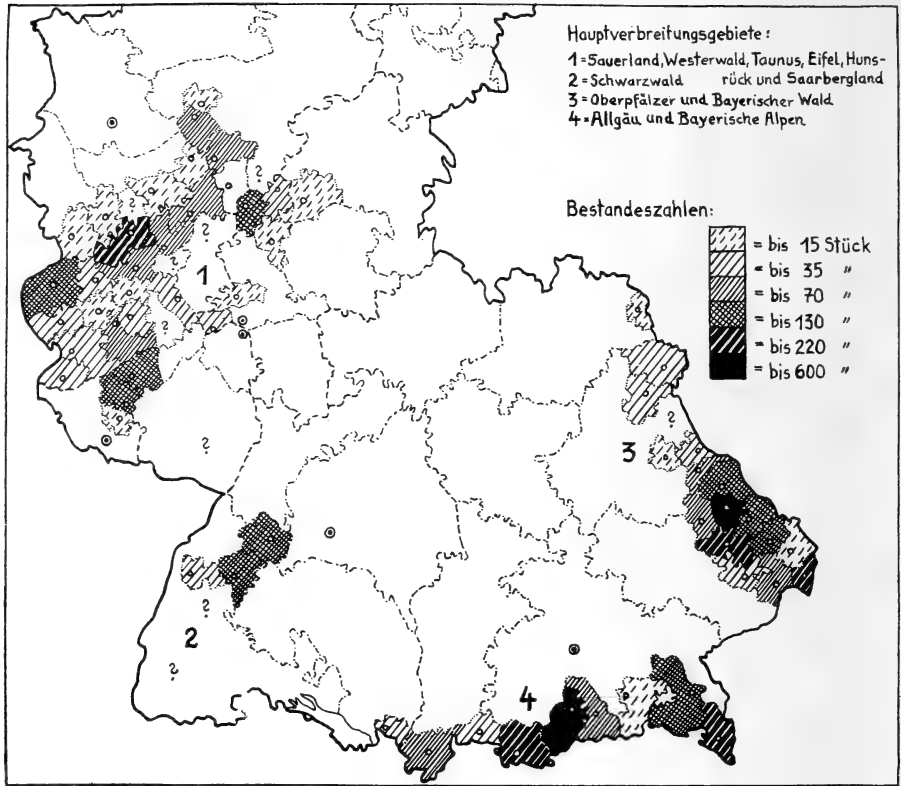 Hauptverbreitungsgebiete:
1=Sauerland, Westerwald, Taunus, Eifel, Huns-
2=Schwarzwald rück und Saarbergland
3=Oberpfälzer und Bayerischer Wald
4=Allgäu und Bayerische Alpen
Bestandeszahlen:
= bis 15 Stück
= bis 35 "
= bis 70 "
= bis 130 "
= bis 220 "
= bis 600 "
?
?
?
1
?
?
?
3
?
?
2
?
4